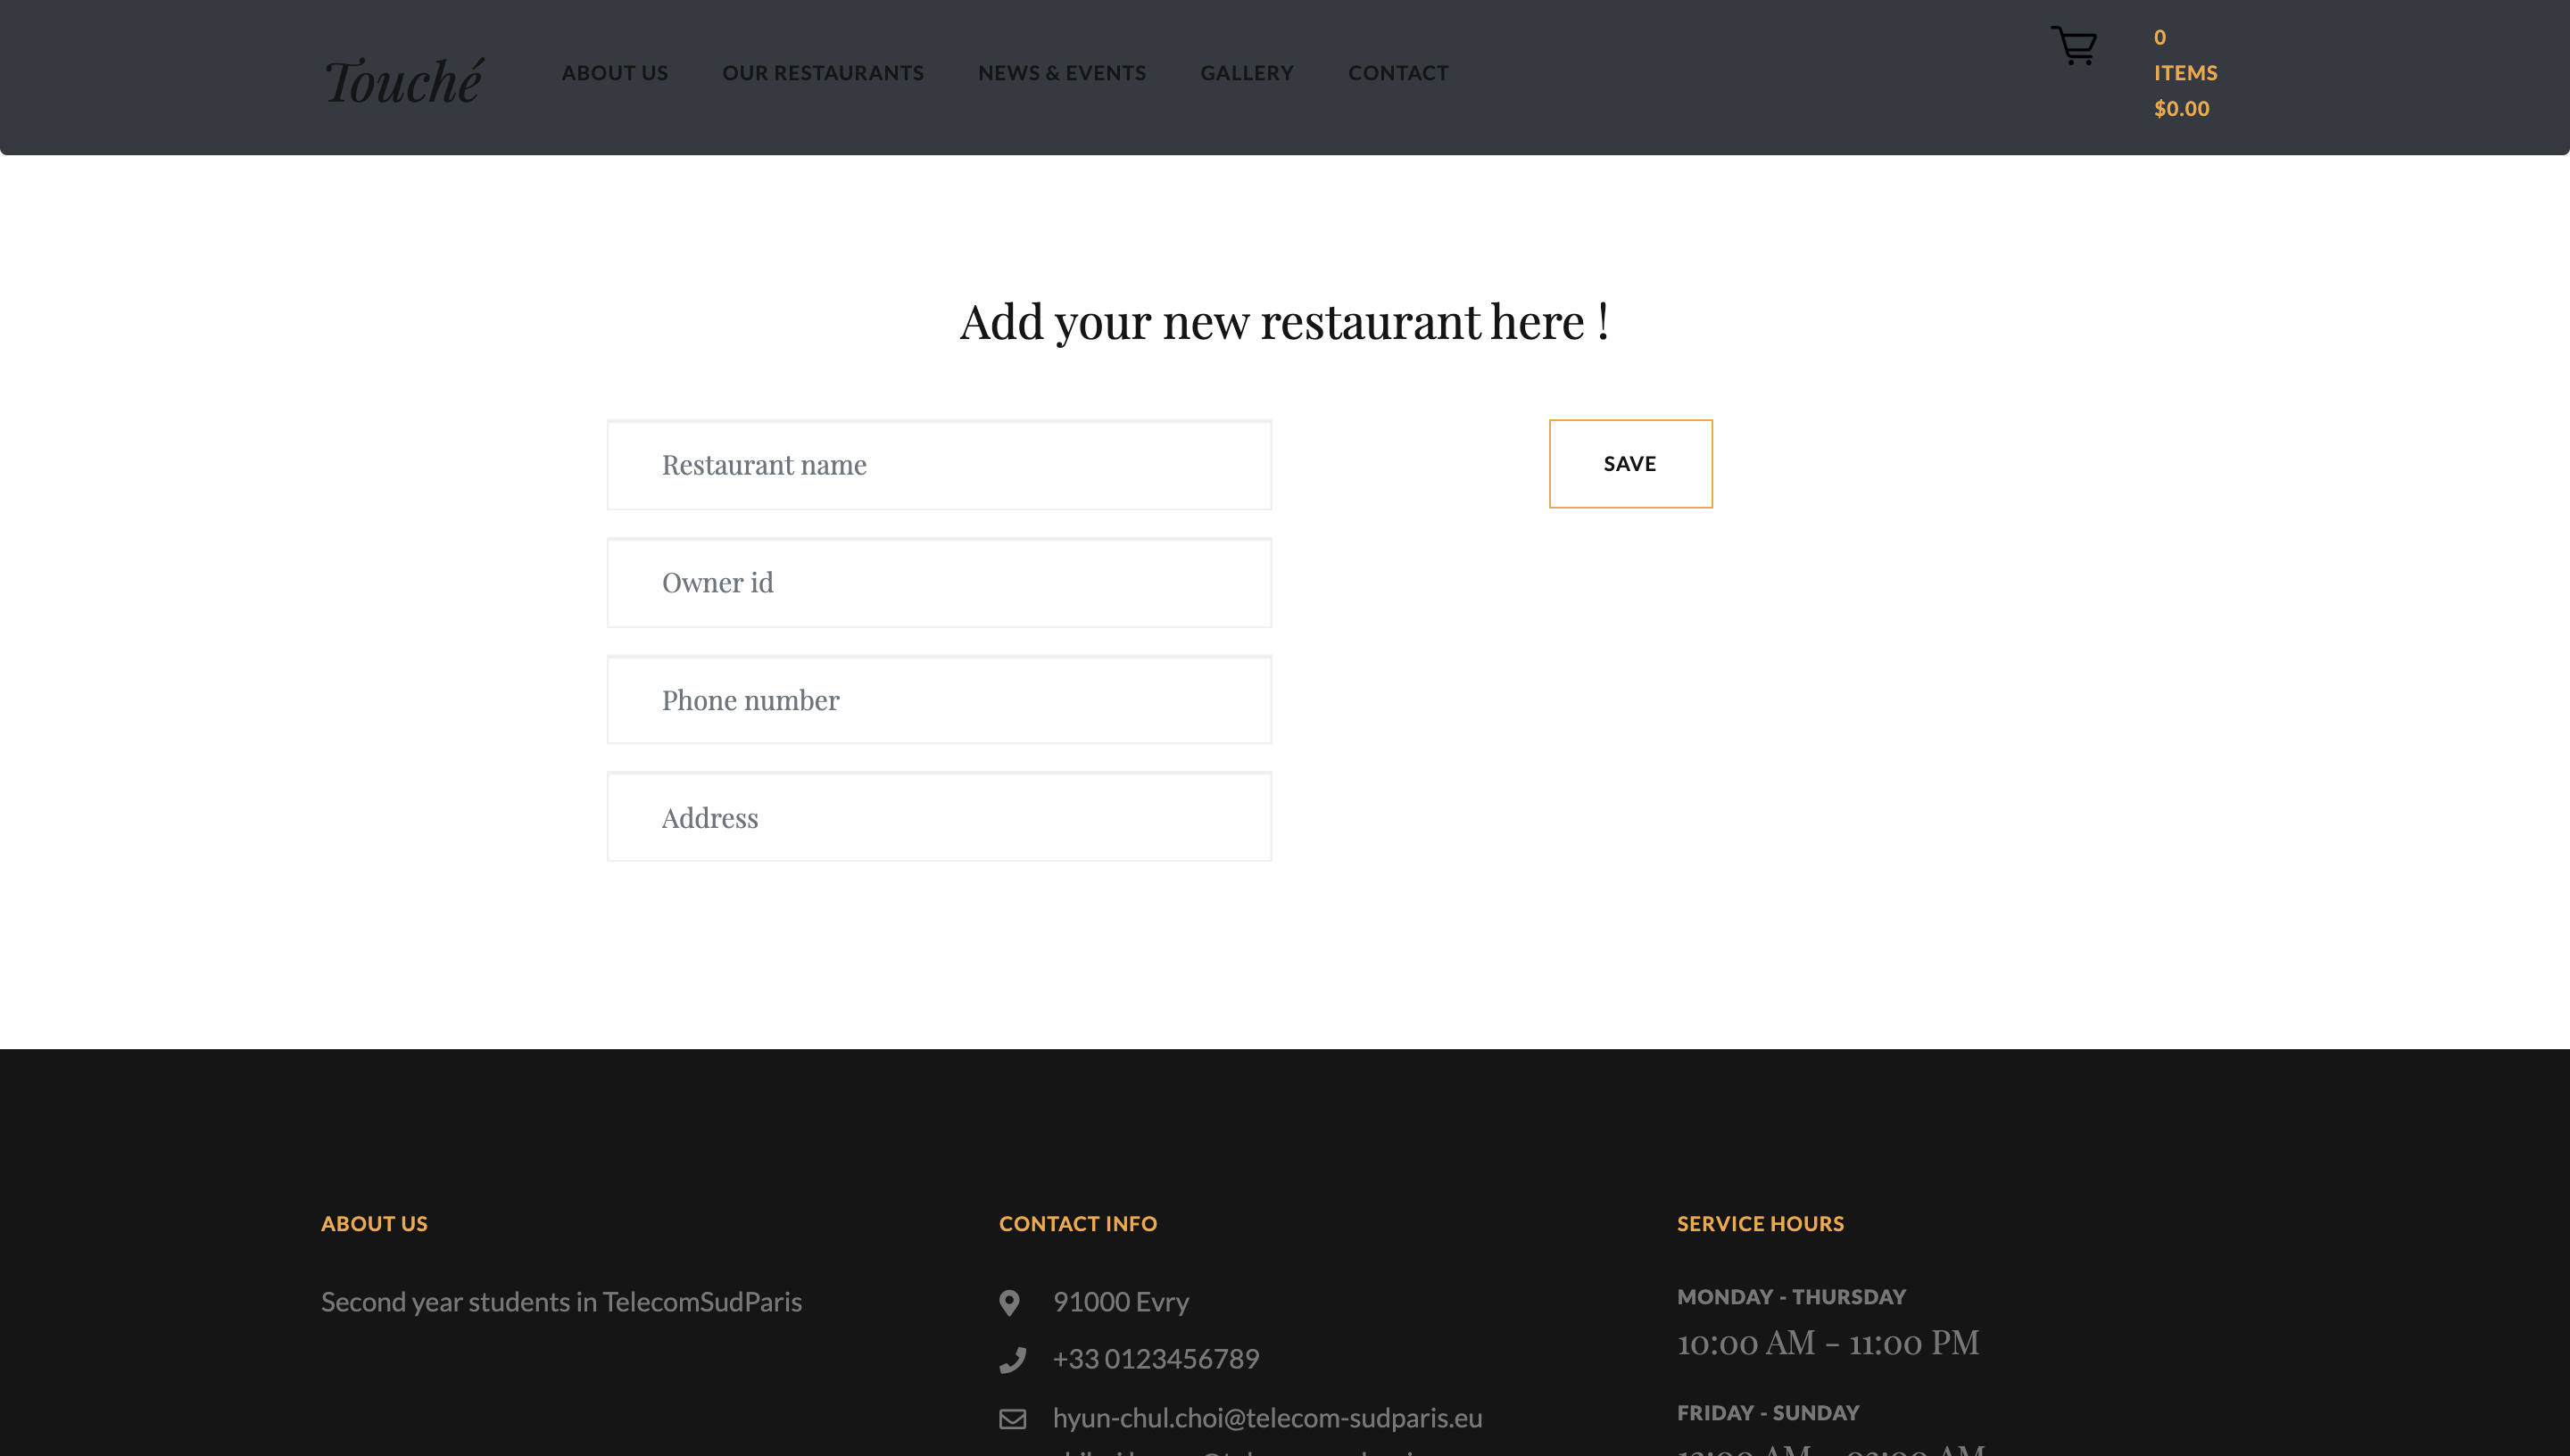 Touché
ABOUT US
OUR RESTAURANTS
NEWS & EVENTS
GALLERY
CONTACT
0
ITEMS
$0.00
Add your new restaurant here !
Restaurant name
SAVE
Owner id
Phone number
Address
ABOUT US
Second year students in TelecomSudParis
CONTACT INFO
91000 Evry
+33 0123456789
hyun-chul.choi@telecom-sudparis.eu
SERVICE HOURS
MONDAY - THURSDAY
10:00 AM - 11:00 PM
FRIDAY - SUNDAY